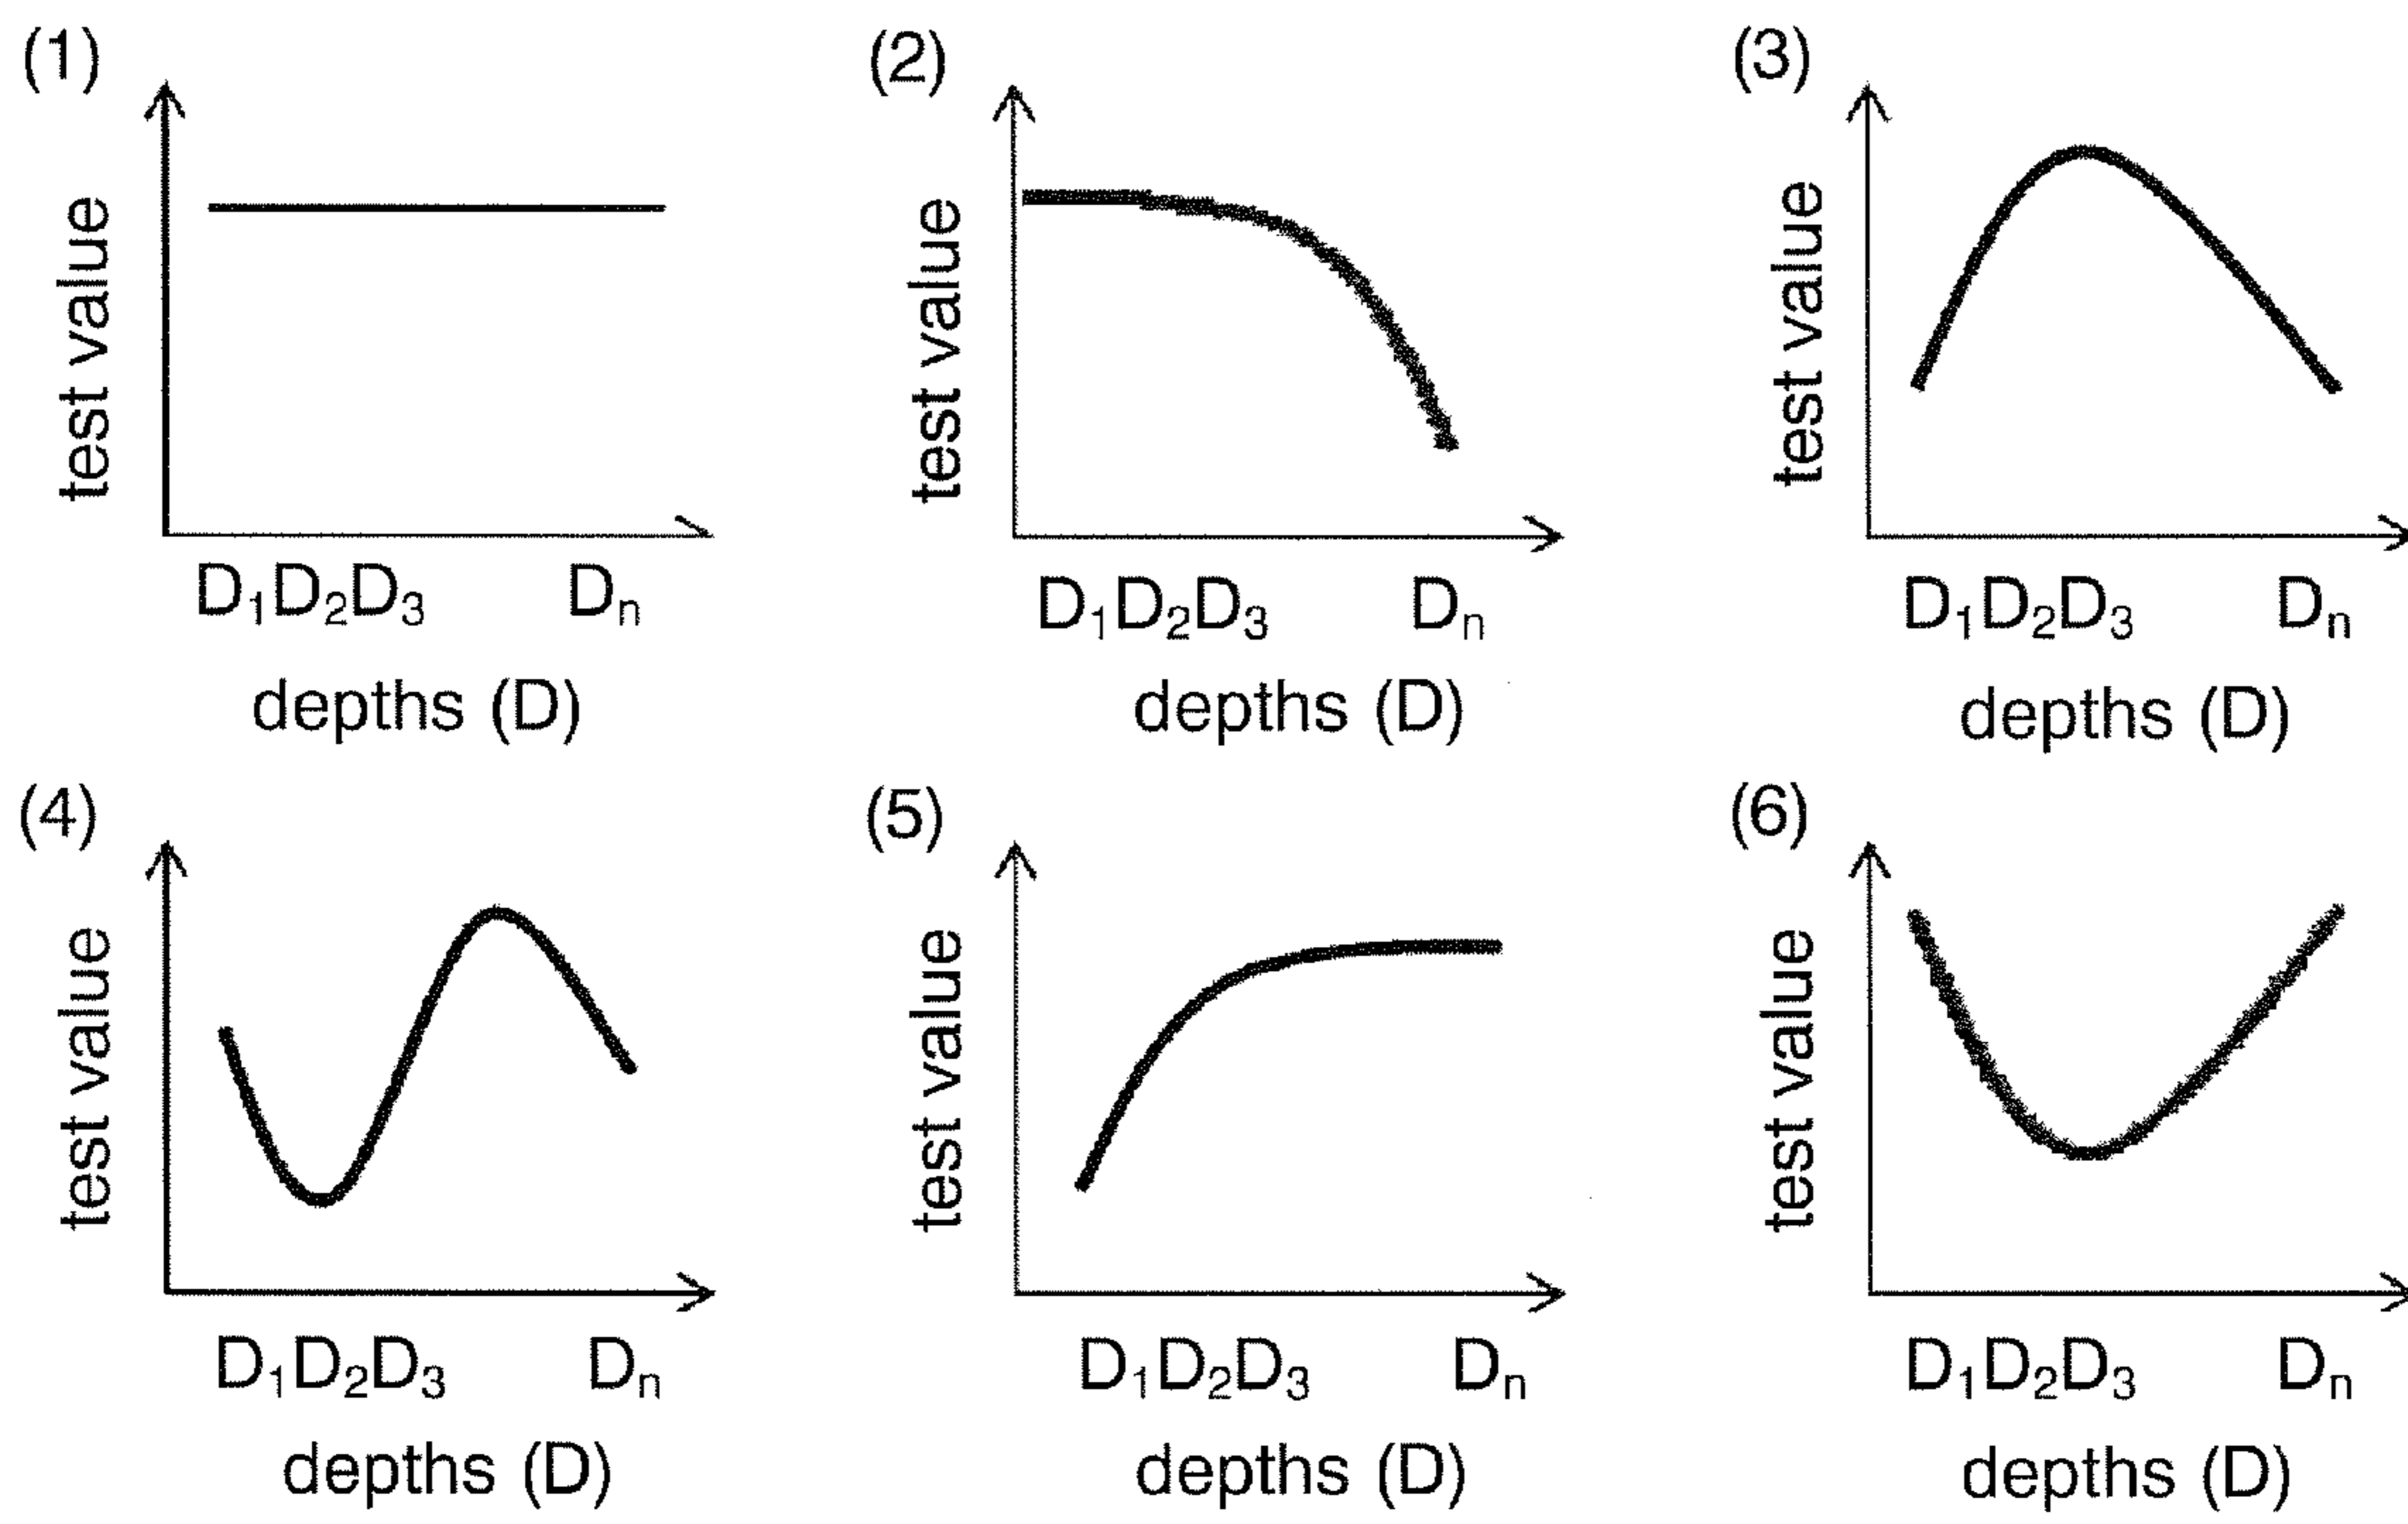 (1)
test value
D₁D₂D₃ Dₙ
depths (D)
(2)
test value
D₁D₂D₃ Dₙ
depths (D)
(3)
test value
D₁D₂D₃ Dₙ
depths (D)
(4)
test value
D₁D₂D₃ Dₙ
depths (D)
(5)
test value
D₁D₂D₃ Dₙ
depths (D)
(6)
test value
D₁D₂D₃ Dₙ
depths (D)